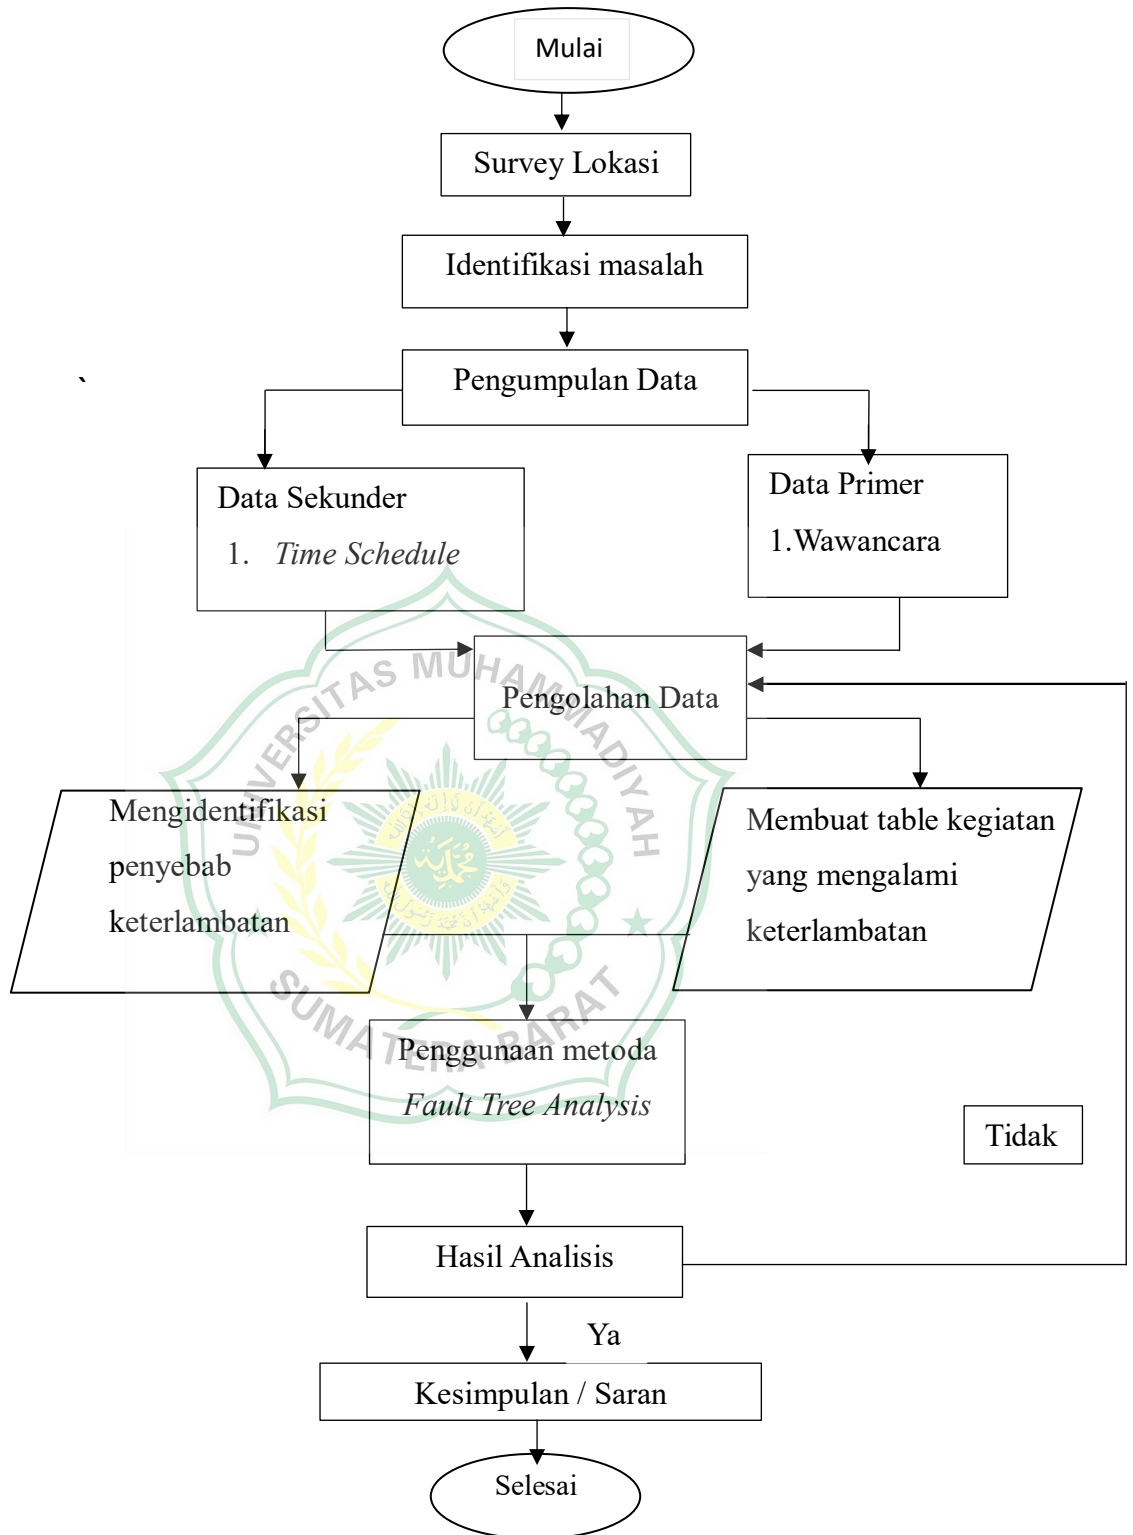 Mulai
Survey Lokasi
Identifikasi masalah
Pengumpulan Data
`
Data Sekunder
1. Time Schedule
Data Primer
1.Wawancara
UNIVERSITAS MUHAMMADIYAH
Pengolahan Data
Mengidentifikasi
penyebab
keterlambatan
Membuat table kegiatan
yang mengalami
keterlambatan
SUMATERA BARAT
Penggunaan metoda
Fault Tree Analysis
Tidak
Hasil Analisis
Ya
Kesimpulan / Saran
Selesai